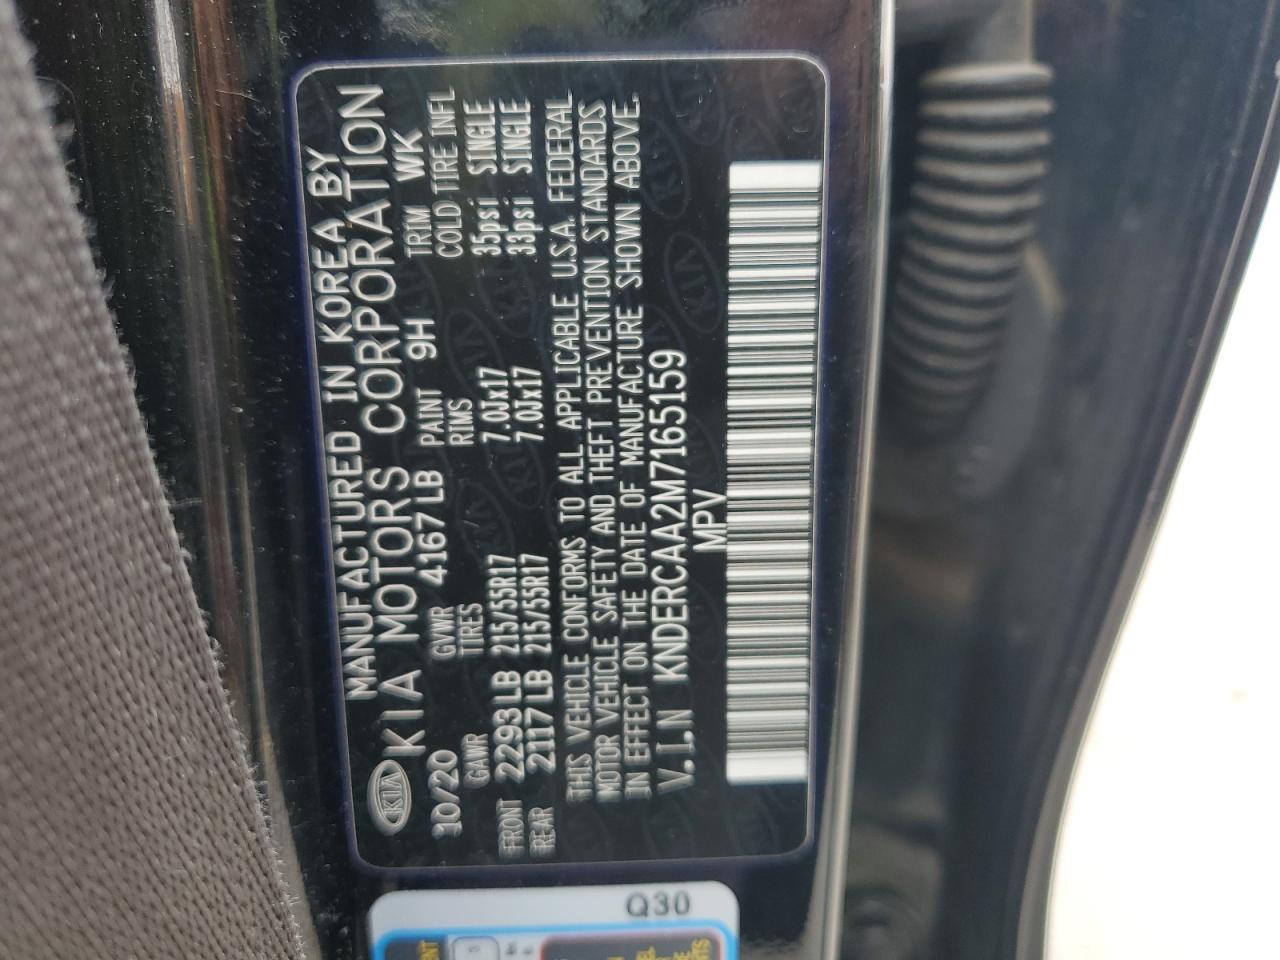 MANUFACTURED IN KOREA BY
KIA KIA MOTORS CORPORATION
10/20 GVWR 4167LB PAINT 9H TRIM WK
GAWR TIRES RIMS COLD TIRE INFL
FRONT 2293LB 215/55R17 7.0Jx17 35psi SINGLE
REAR 2117LB 215/55R17 7.0Jx17 33psi SINGLE
THIS VEHICLE CONFORMS TO ALL APPLICABLE U.S.A. FEDERAL
MOTOR VEHICLE SAFETY AND THEFT PREVENTION STANDARDS
IN EFFECT ON THE DATE OF MANUFACTURE SHOWN ABOVE.
V.I.N KNDERCAA2M7165159
MPV
Q30